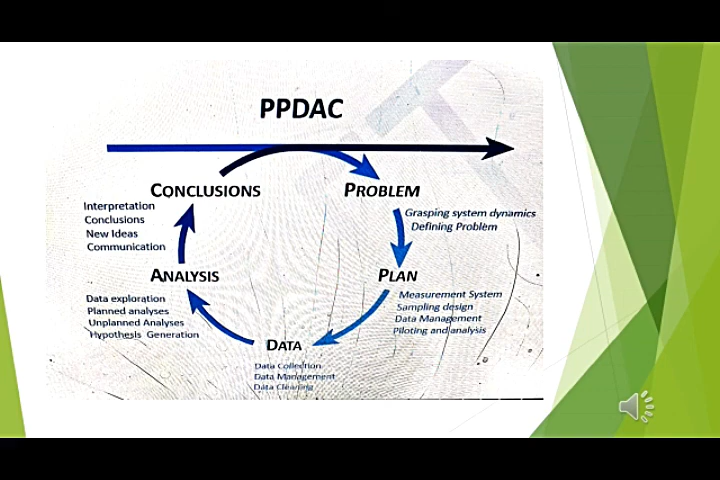 PPDAC
CONCLUSIONS
Interpretation
Conclusions
New Ideas
Communication
PROBLEM
Grasping system dynamics
Defining Problem
ANALYSIS
Data exploration
Planned analyses
Unplanned Analyses
Hypothesis Generation
PLAN
Measurement System
Sampling design
Data Management
Piloting and analysis
DATA
Data Collection
Data Management
Data Cleaning